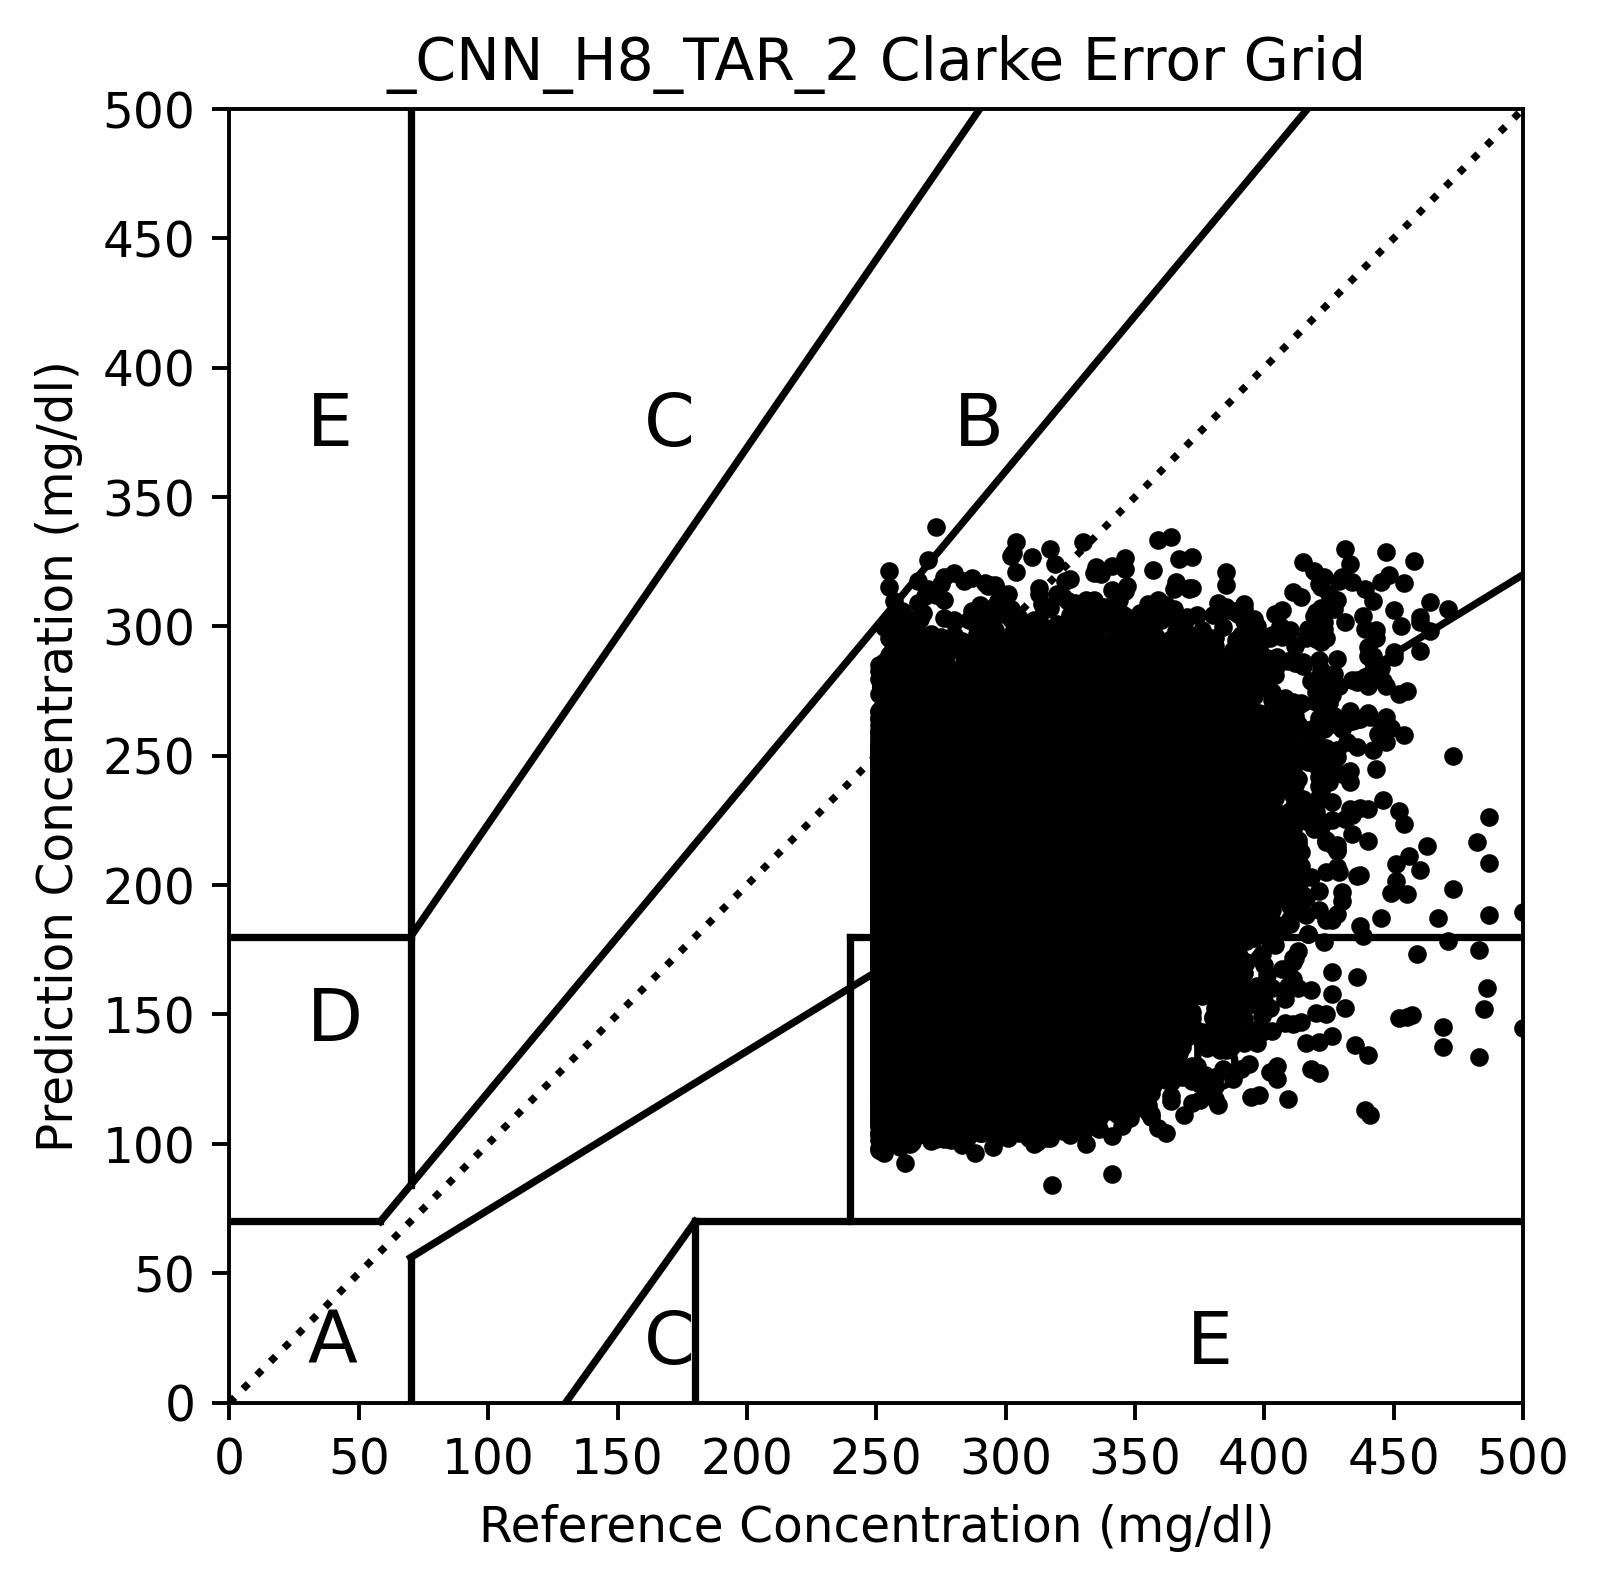 _CNN_H8_TAR_2 Clarke Error Grid
500
450
400
350
300
250
200
150
100
50
0
Prediction Concentration (mg/dl)
E
C
B
D
A
C
E
0 50 100 150 200 250 300 350 400 450 500
Reference Concentration (mg/dl)